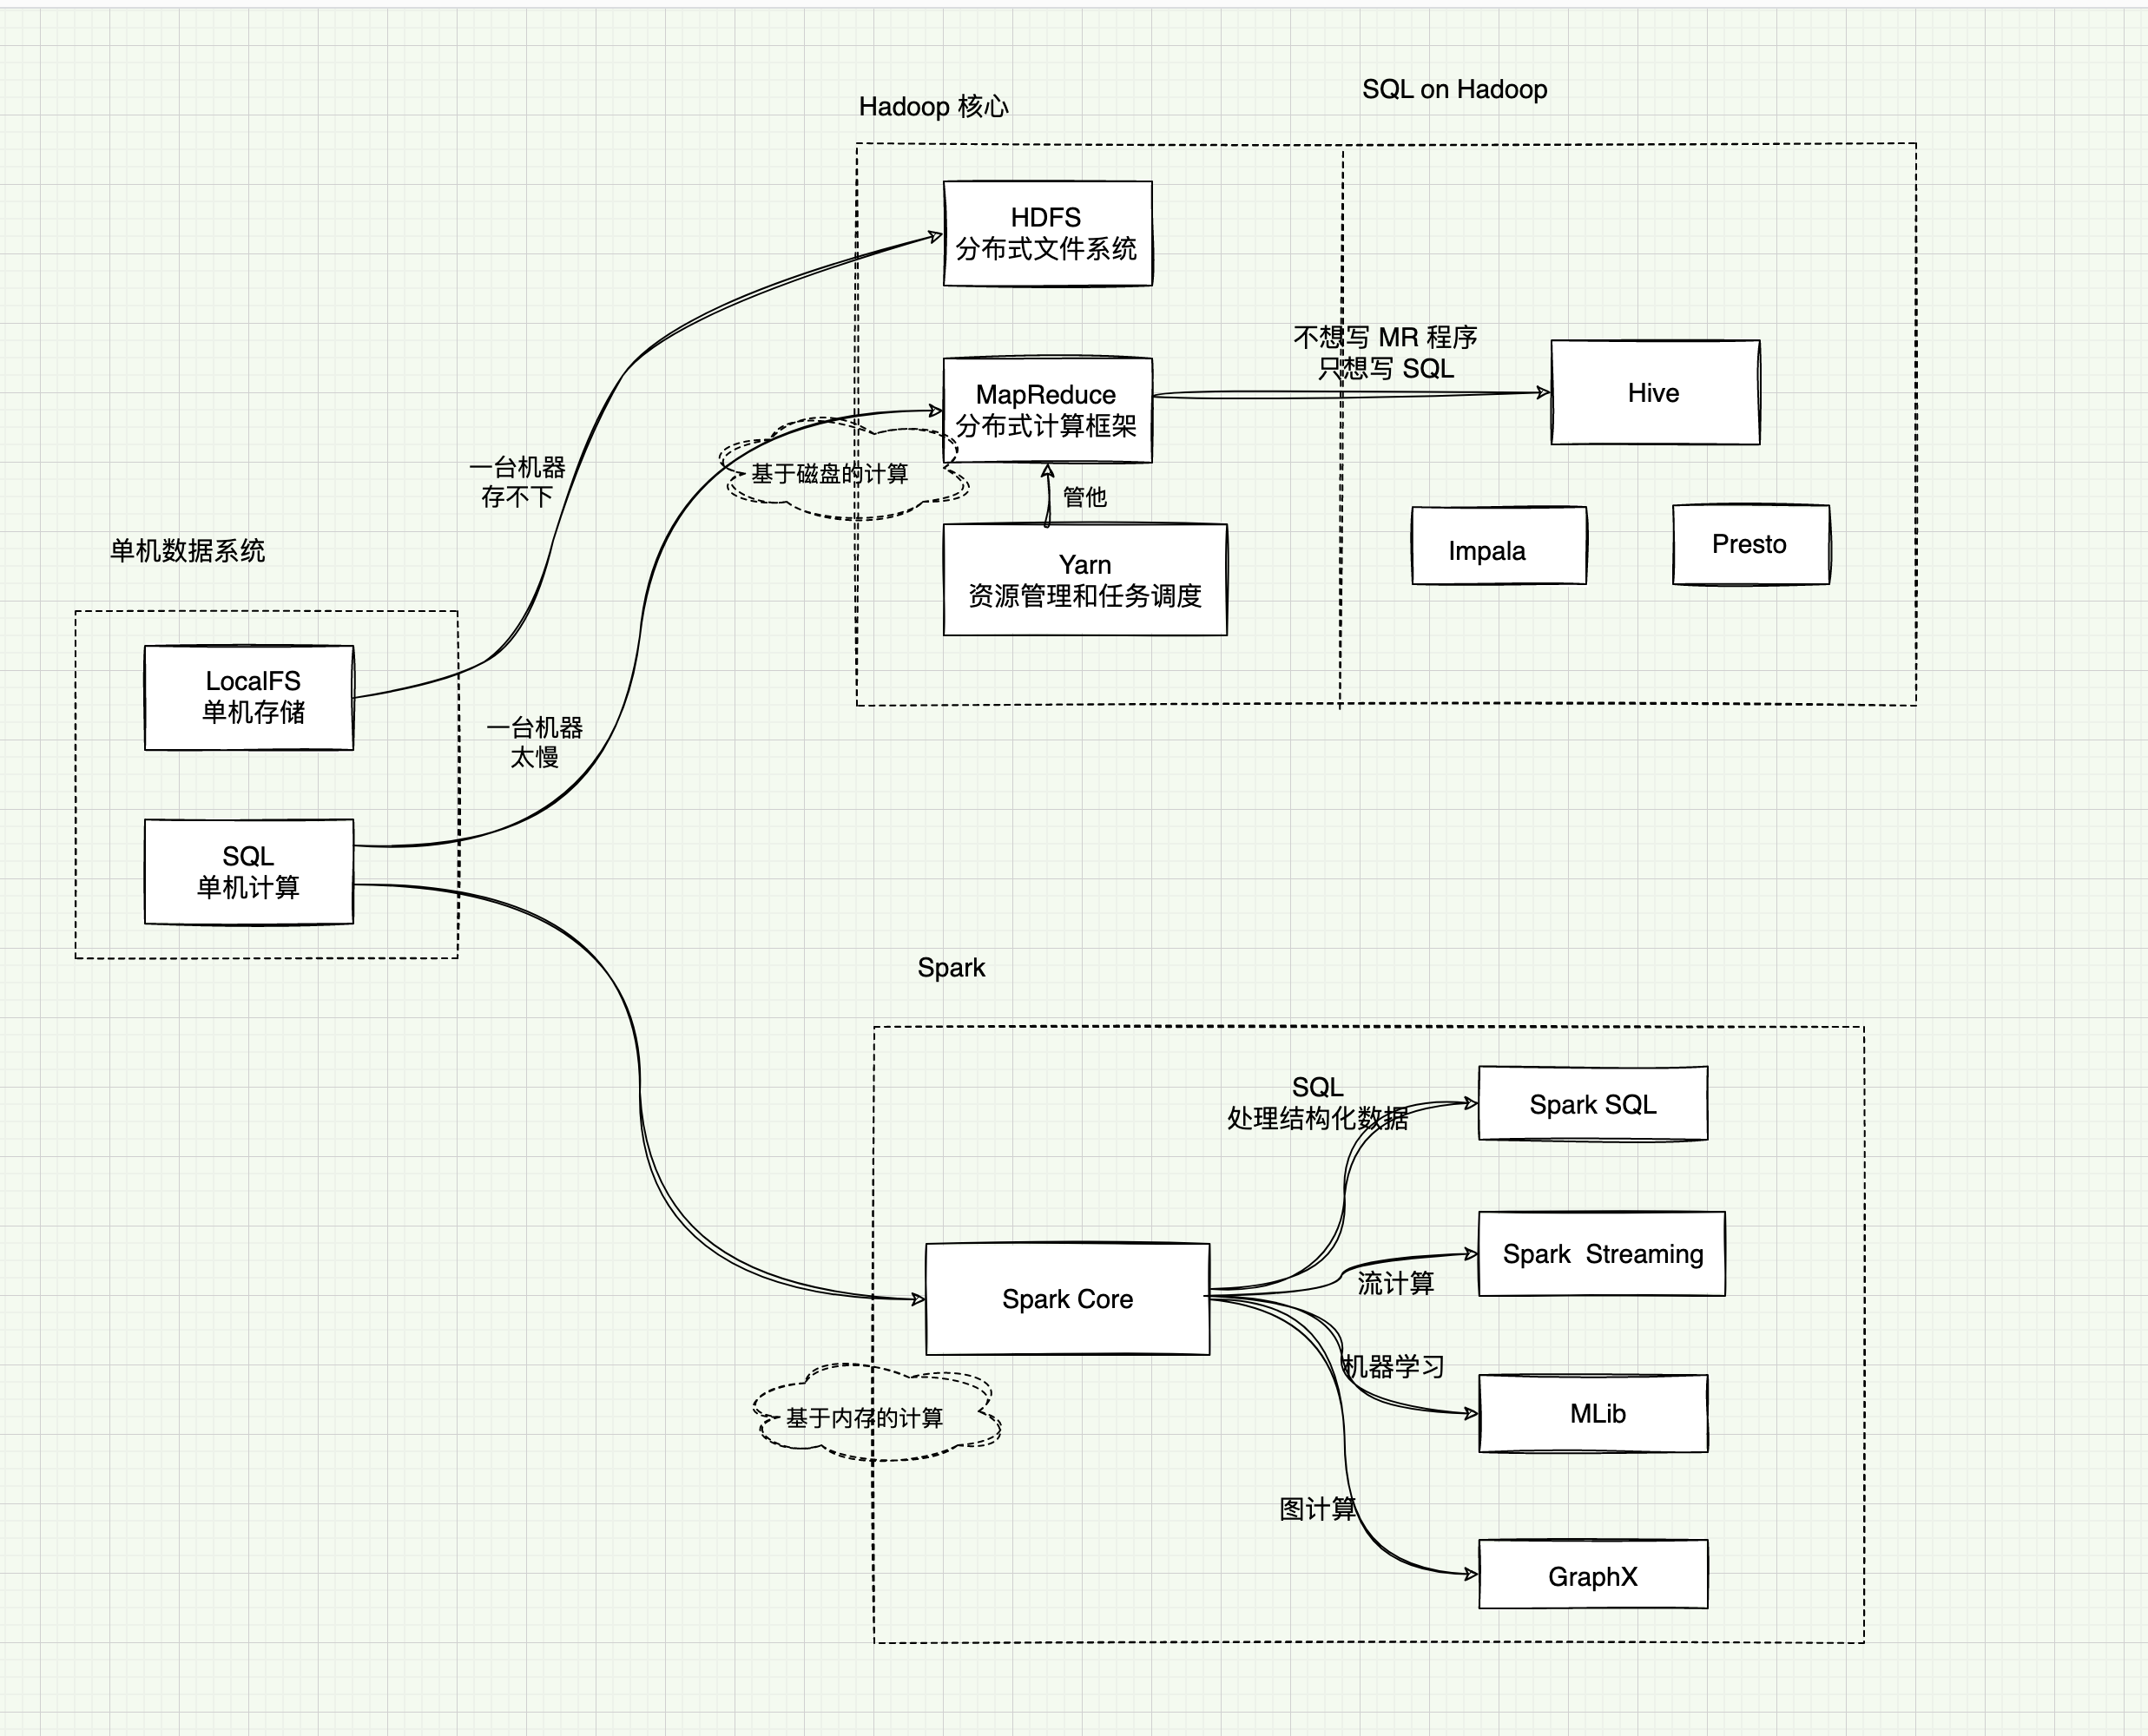 SQL on Hadoop
Hadoop 核心
HDFS
分布式文件系统
不想写 MR 程序
只想写 SQL
MapReduce
分布式计算框架
Hive
一台机器
存不下
基于磁盘的计算
管他
单机数据系统
Yarn
资源管理和任务调度
Impala
Presto
LocalFS
单机存储
一台机器
太慢
SQL
单机计算
Spark
SQL
处理结构化数据
Spark SQL
Spark Streaming
流计算
Spark Core
机器学习
MLib
基于内存的计算
图计算
GraphX